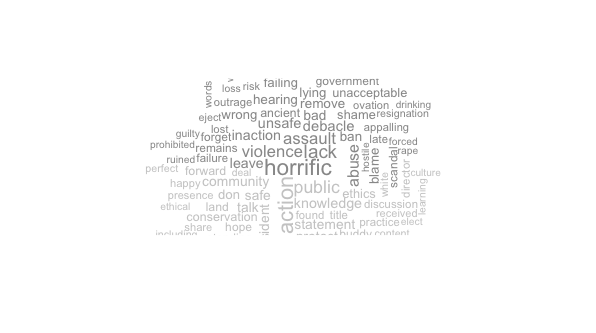 words
loss risk failing government
lying unacceptable
outrage hearing remove ovation drinking
eject wrong ancient bad shame resignation
lost unsafe debacle appalling
guilty forget inaction assault ban late forced
prohibited remains violence lack abuse hostile blame scandal rape
ruined failure leave horrific
perfect forward deal director culture
happy community action public white learning
presence don safe ethics
ethical land talk knowledge discussion
conservation found title received
share hope statement practice elect
including buddy content